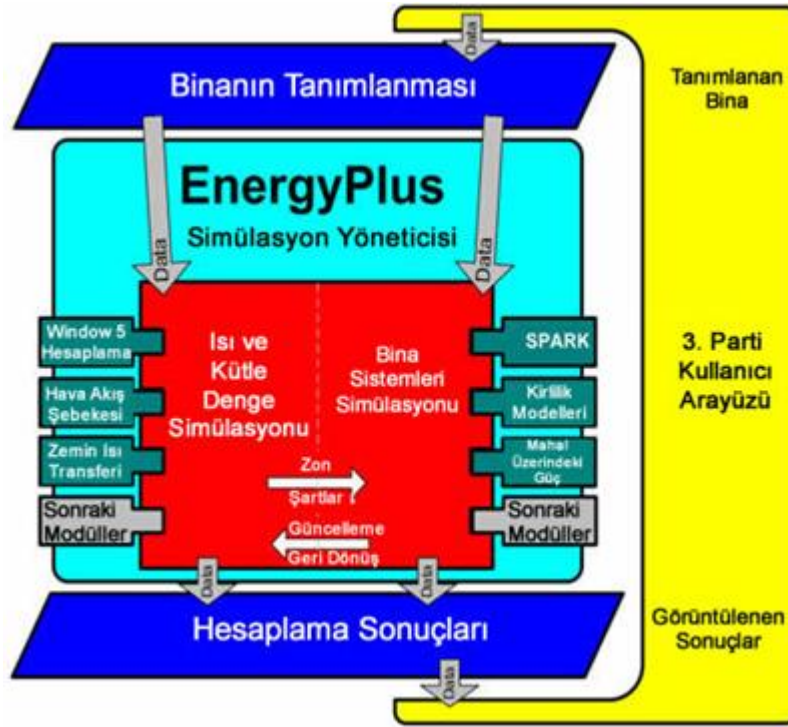 Data
Binanın Tanımlanması
Tanımlanan
Bina
EnergyPlus
Simülasyon Yöneticisi
Data
Data
Window 5
Hesaplama
Hava Akış
Şebekesi
Zemin Isı
Transferi
Sonraki
Modüller
Isı ve
Kütle
Denge
Simülasyonu
Bina
Sistemleri
Simülasyonu
Zon
Şartlar ı
Güncelleme
Geri Dönüş
SPARK
Kirlilik
Modelleri
Mahal
Üzerindeki
Güç
Sonraki
Modüller
3. Parti
Kullanıcı
Arayüzü
Data
Data
Hesaplama Sonuçları
Görüntülenen
Sonuçlar
Data